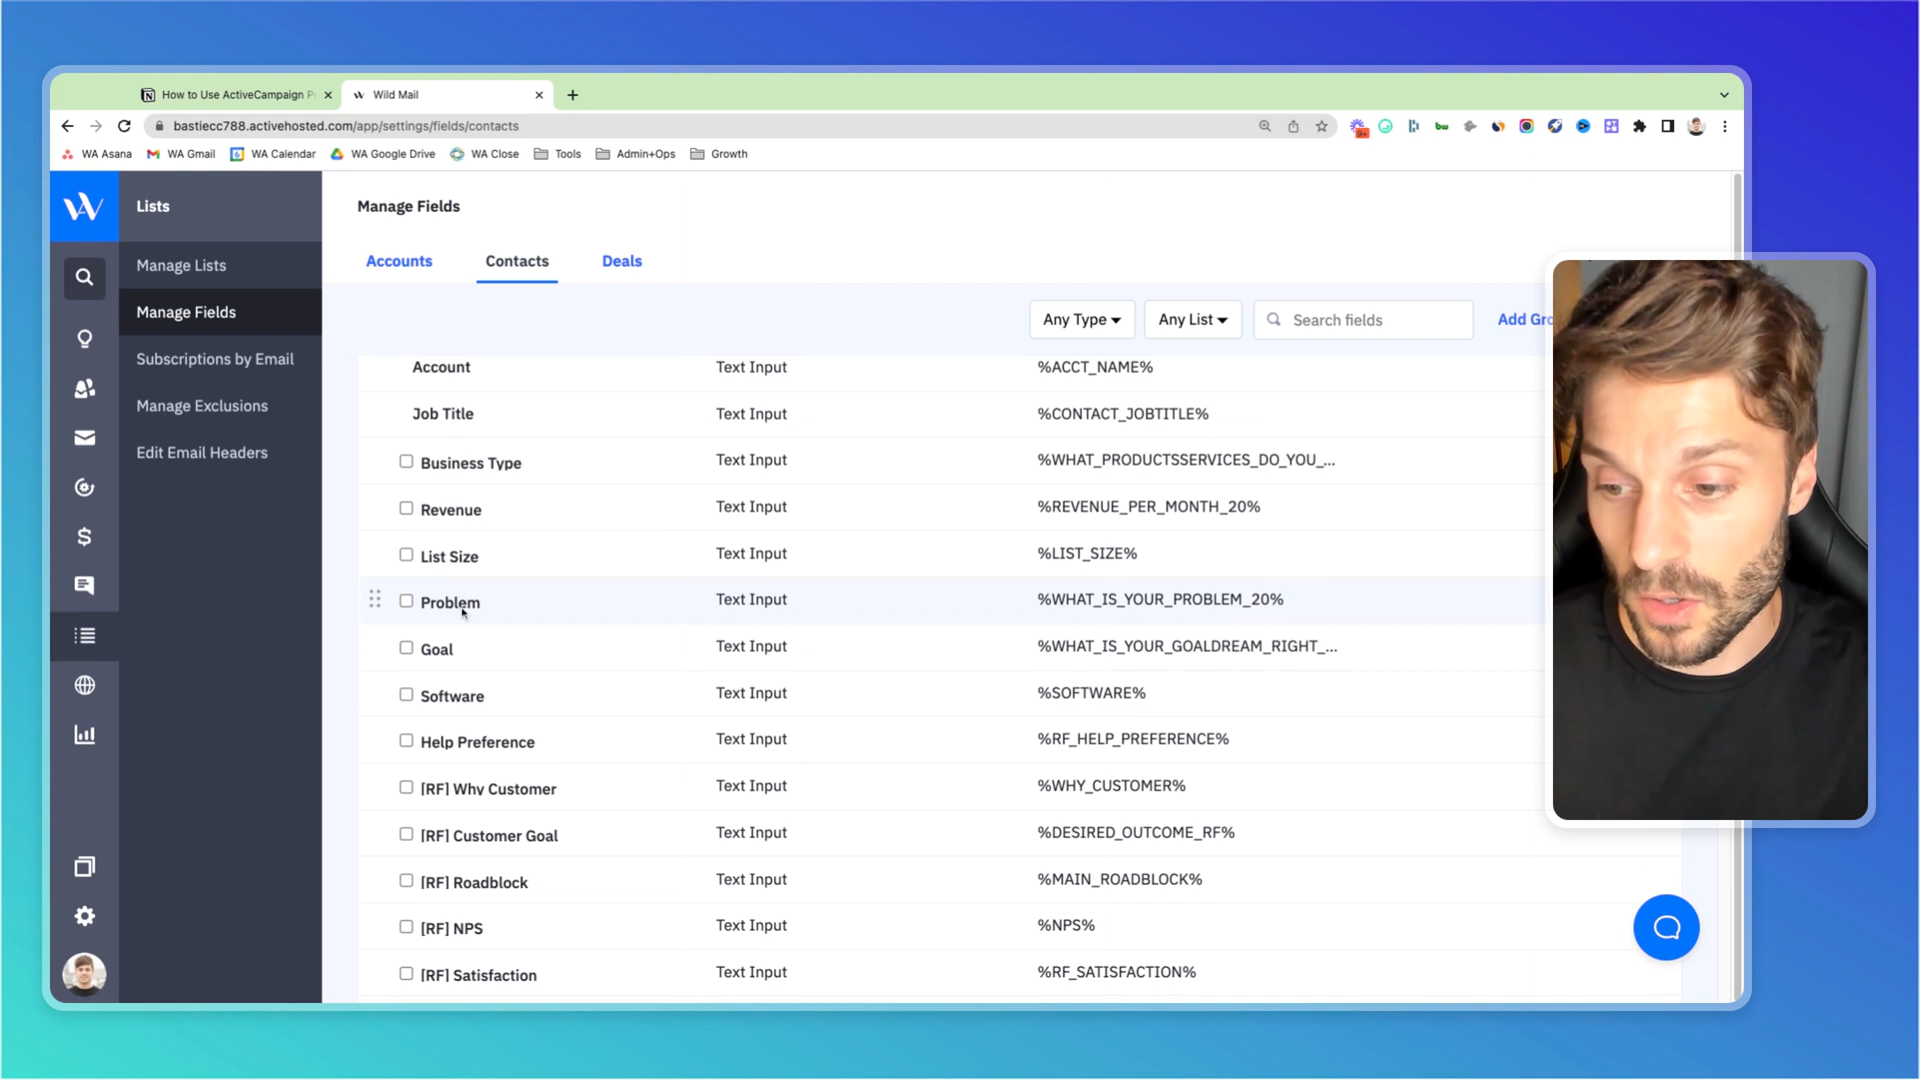 How to Use ActiveCampaign P
Wild Mail
bastiecc788.activehosted.com/app/settings/fields/contacts
9+
WA Asana
WA Gmail
WA Calendar
WA Google Drive
WA Close
Tools
Admin+Ops
Growth
Lists
Manage Lists
Manage Fields
Subscriptions by Email
Manage Exclusions
Edit Email Headers
Manage Fields
Accounts
Contacts
Deals
Any Type
Any List
Search fields
Add Gro
Account Text Input %ACCT_NAME%
Job Title Text Input %CONTACT_JOBTITLE%
Business Type Text Input %WHAT_PRODUCTSSERVICES_DO_YOU_...
Revenue Text Input %REVENUE_PER_MONTH_20%
List Size Text Input %LIST_SIZE%
Problem Text Input %WHAT_IS_YOUR_PROBLEM_20%
Goal Text Input %WHAT_IS_YOUR_GOALDREAM_RIGHT_...
Software Text Input %SOFTWARE%
Help Preference Text Input %RF_HELP_PREFERENCE%
[RF] Why Customer Text Input %WHY_CUSTOMER%
[RF] Customer Goal Text Input %DESIRED_OUTCOME_RF%
[RF] Roadblock Text Input %MAIN_ROADBLOCK%
[RF] NPS Text Input %NPS%
[RF] Satisfaction Text Input %RF_SATISFACTION%